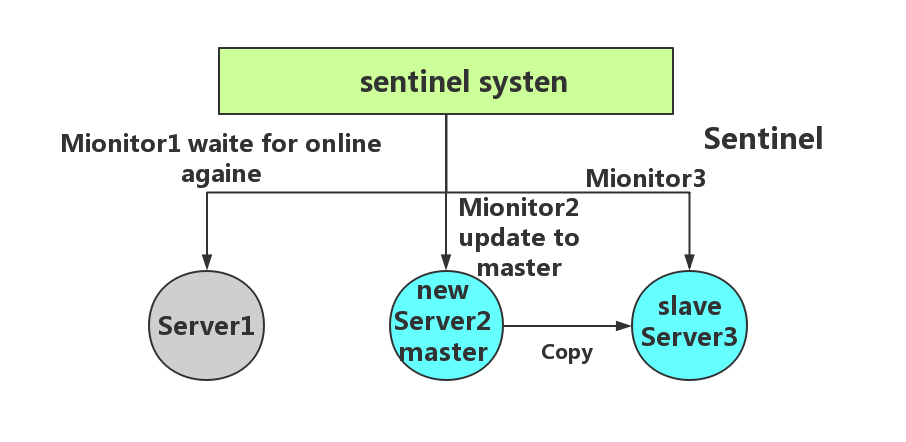 sentinel systen
Mionitor1 waite for online
againe
Sentinel
Mionitor3
Mionitor2
update to
master
new
Server2
master
Server1
slave
Server3
Copy